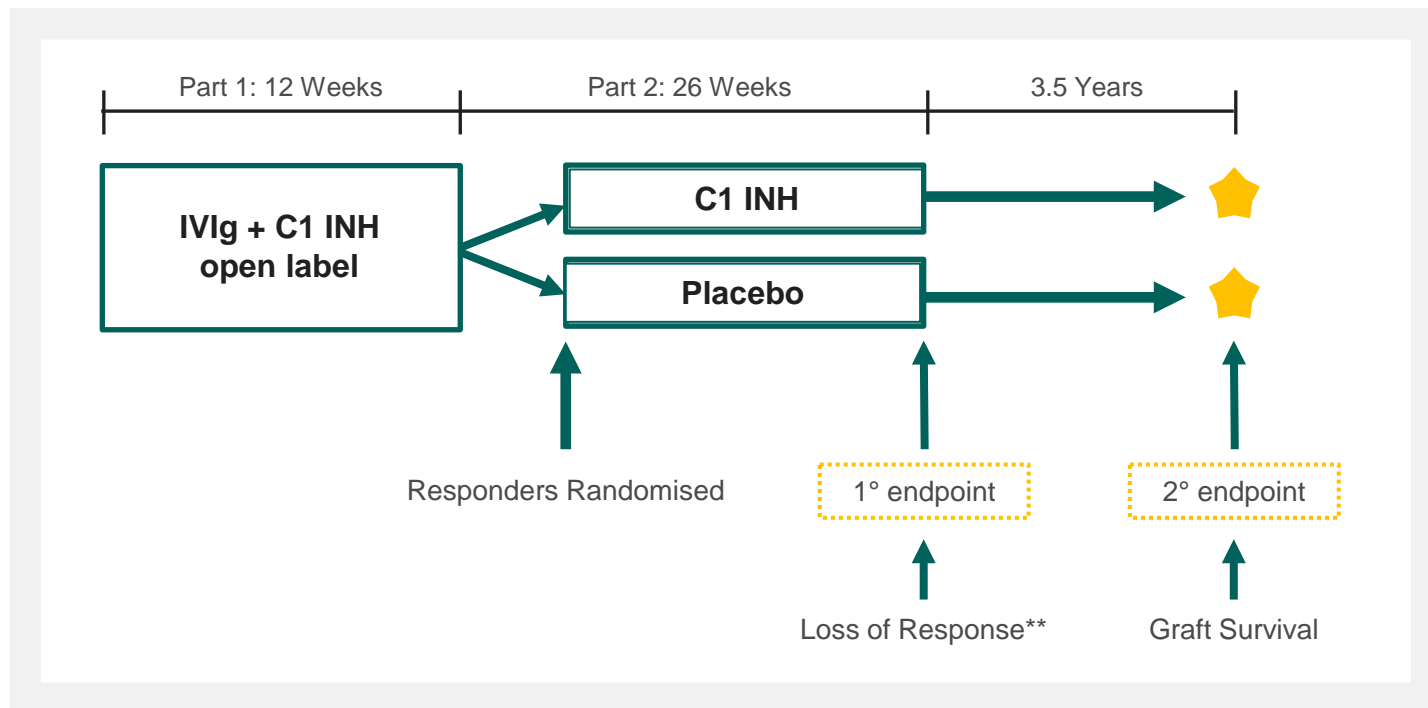 Part 1: 12 Weeks
Part 2: 26 Weeks
3.5 Years
IVIg + C1 INH
open label
C1 INH
Placebo
Responders Randomised
1° endpoint
2° endpoint
Loss of Response**
Graft Survival